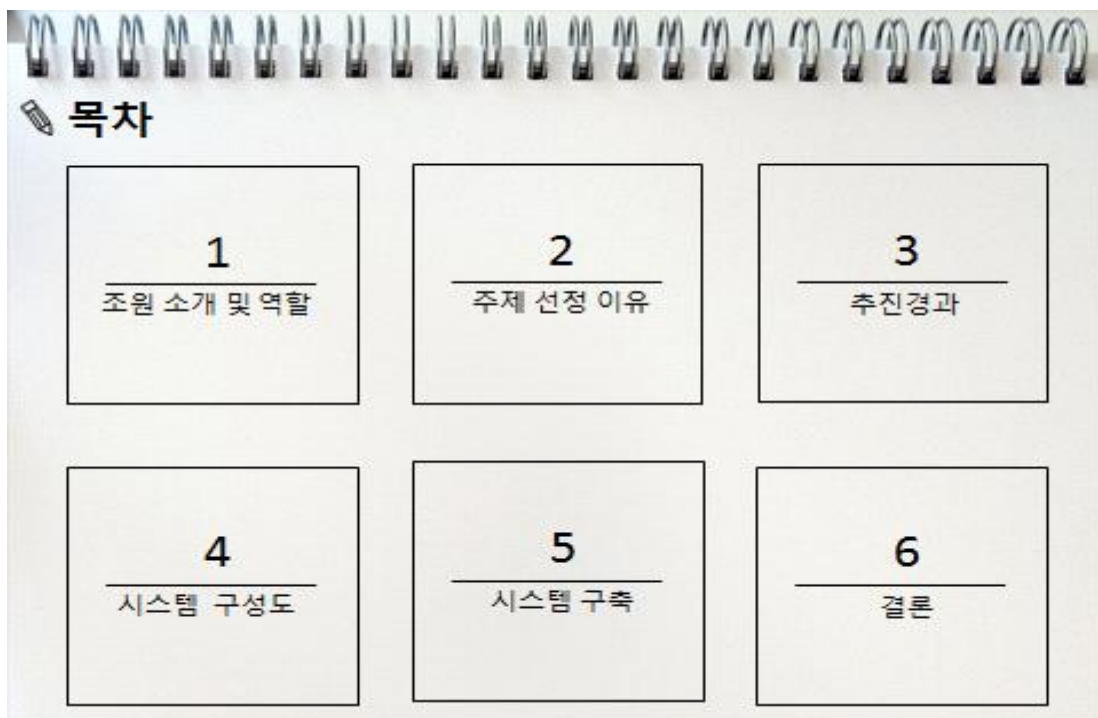 목차
1
조원 소개 및 역할
2
주제 선정 이유
3
추진경과
4
시스템 구성도
5
시스템 구축
6
결론